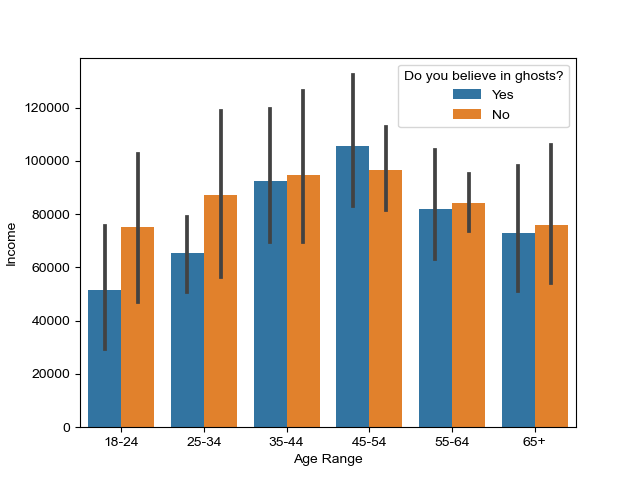 Do you believe in ghosts?
Yes
No
120000
100000
80000
60000
40000
20000
0
Income
18-24
25-34
35-44
45-54
55-64
65+
Age Range